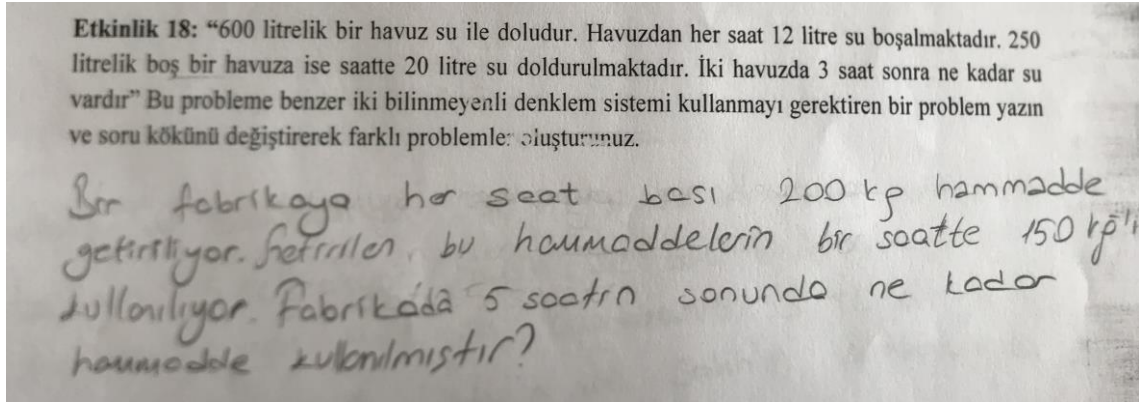 Etkinlik 18: “600 litrelik bir havuz su ile doludur. Havuzdan her saat 12 litre su boşalmaktadır. 250
litrelik boş bir havuza ise saatte 20 litre su doldurulmaktadır. İki havuzda 3 saat sonra ne kadar su
vardır” Bu probleme benzer iki bilinmeyenli denklem sistemi kullanmayı gerektiren bir problem yazın
ve soru kökünü değiştirerek farklı problemler oluşturunuz.
Bir fabrikaya her saat başı 200 kg hammadde
getiriliyor. Getirilen bu hammaddelerin bir saatte 150 kg'ı
kullanılıyor. Fabrikada 5 saatin sonunda ne kadar
hammadde kullanılmıştır?